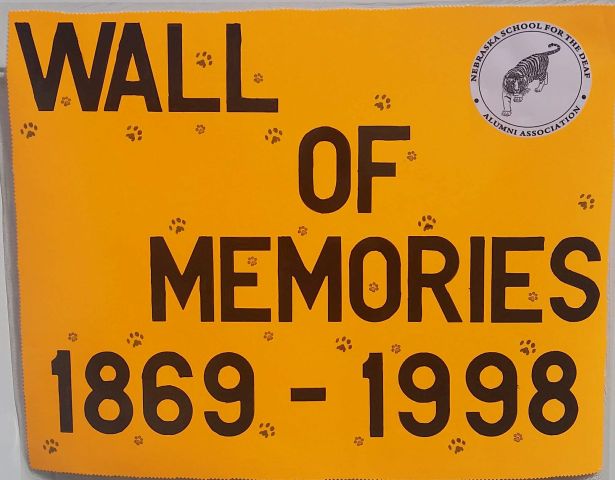 WALL
OF
MEMORIES
1869 - 1998
NEBRASKA SCHOOL FOR THE DEAF
• ALUMNI ASSOCIATION •